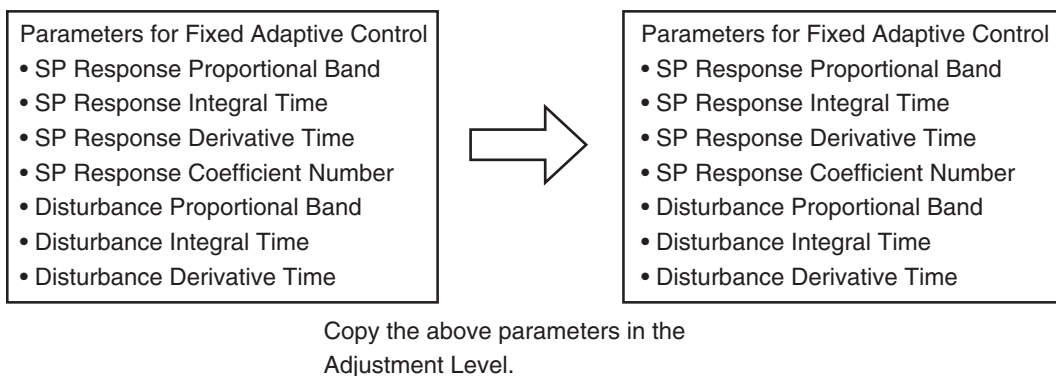 Parameters for Fixed Adaptive Control
• SP Response Proportional Band
• SP Response Integral Time
• SP Response Derivative Time
• SP Response Coefficient Number
• Disturbance Proportional Band
• Disturbance Integral Time
• Disturbance Derivative Time
Parameters for Fixed Adaptive Control
• SP Response Proportional Band
• SP Response Integral Time
• SP Response Derivative Time
• SP Response Coefficient Number
• Disturbance Proportional Band
• Disturbance Integral Time
• Disturbance Derivative Time
Copy the above parameters in the
Adjustment Level.